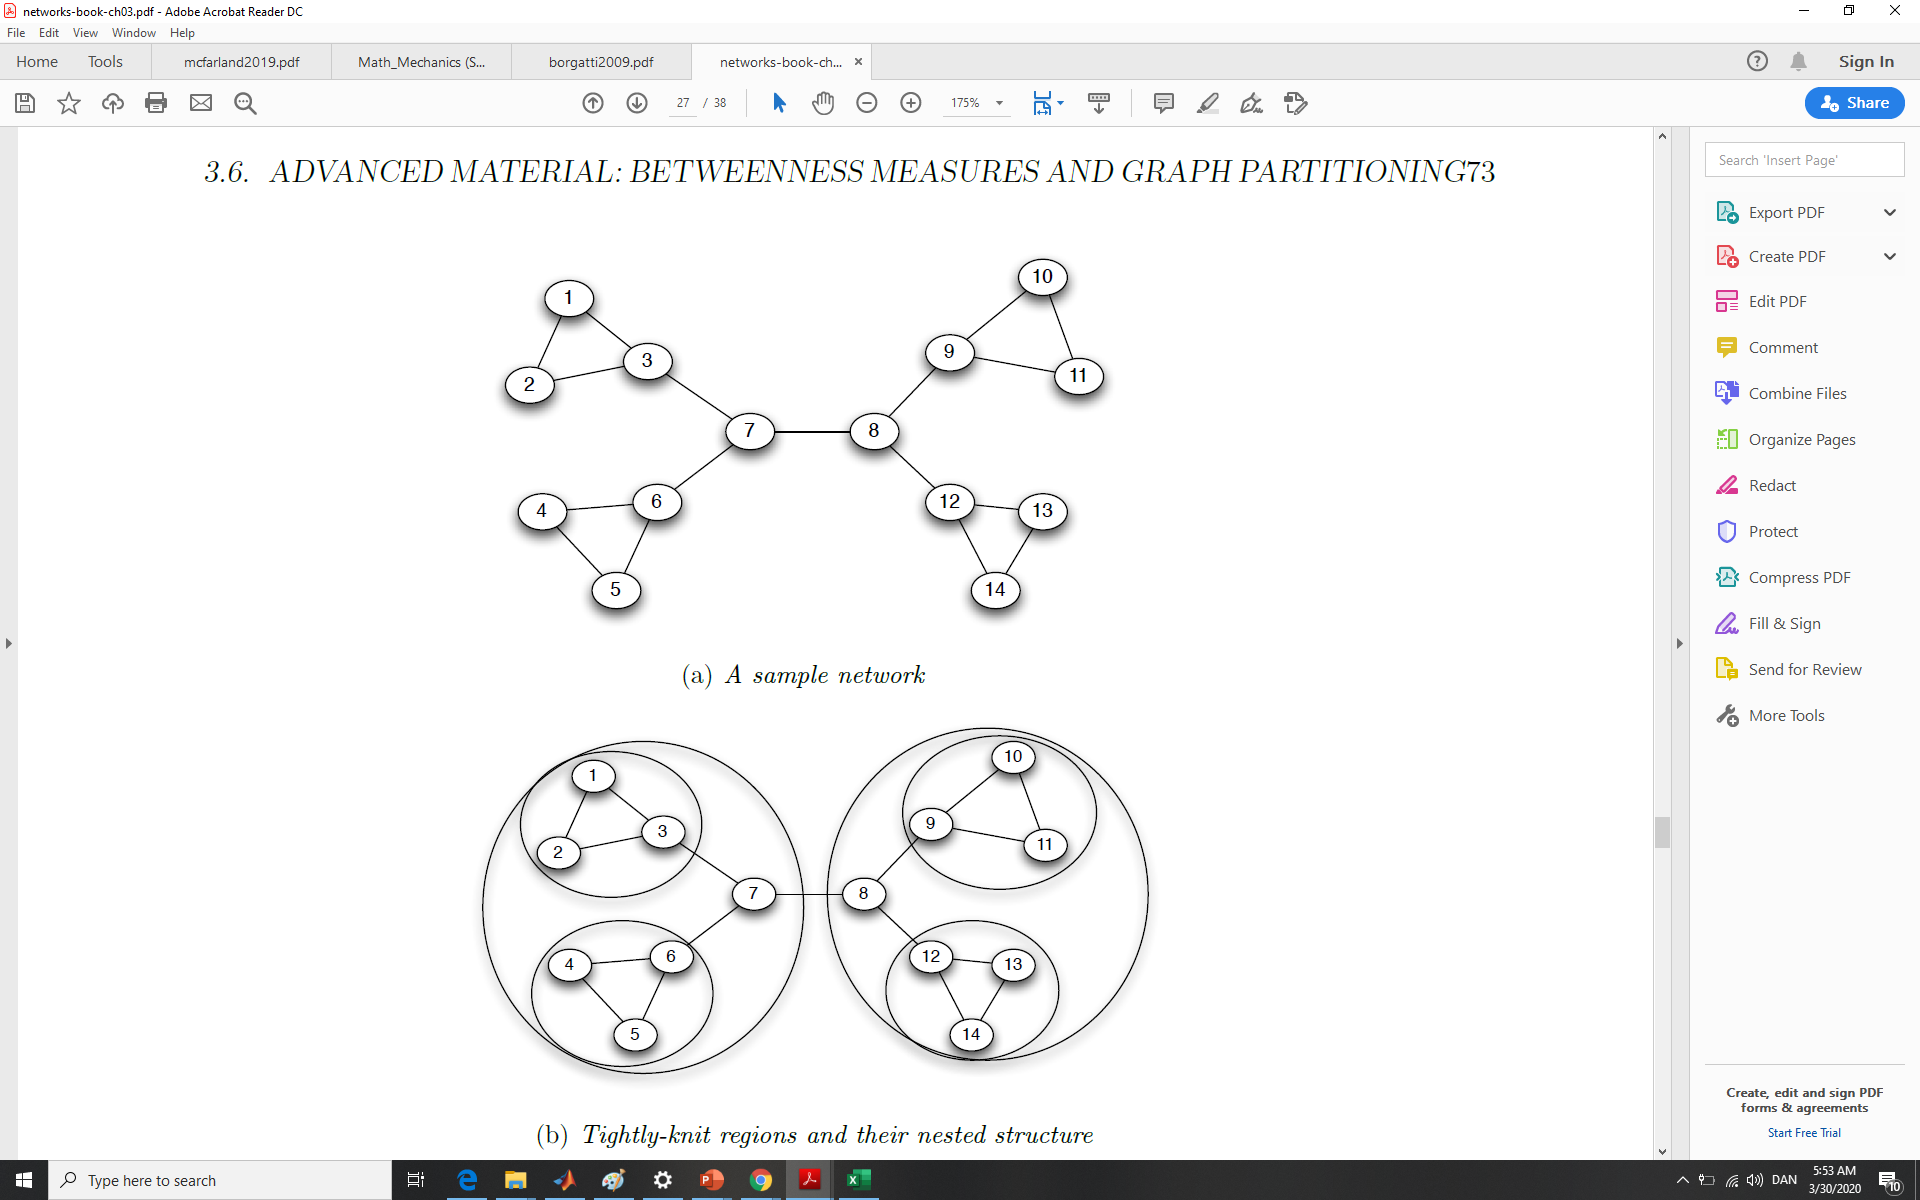 networks-book-ch03.pdf - Adobe Acrobat Reader DC
File Edit View Window Help
Home Tools mcfarland2019.pdf Math_Mechanics (S... borgatti2009.pdf networks-book-ch... × Sign In
27 / 38 175% Share
3.6. ADVANCED MATERIAL: BETWEENNESS MEASURES AND GRAPH PARTITIONING73
1
2
3
4
5
6
7
8
9
10
11
12
13
14
(a) A sample network
1
2
3
4
5
6
7
8
9
10
11
12
13
14
(b) Tightly-knit regions and their nested structure
Search 'Insert Page'
Export PDF
Create PDF
Edit PDF
Comment
Combine Files
Organize Pages
Redact
Protect
Compress PDF
Fill & Sign
Send for Review
More Tools
Create, edit and sign PDF
forms & agreements
Start Free Trial
Type here to search
DAN
5:53 AM
3/30/2020
10